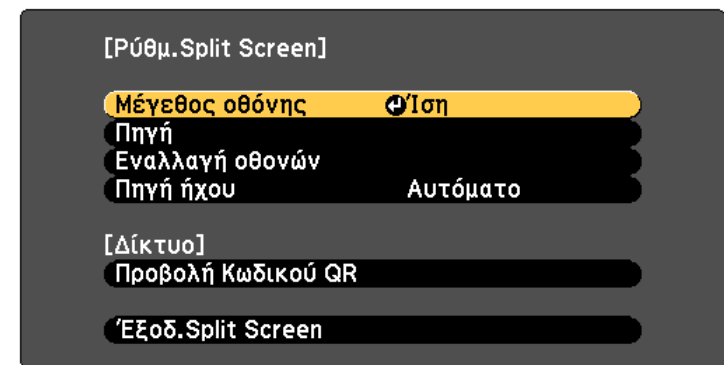 [Ρύθμ.Split Screen]
Μέγεθος οθόνης Ίση
Πηγή
Εναλλαγή οθονών
Πηγή ήχου Αυτόματο
[Δίκτυο]
Προβολή Κωδικού QR
Έξοδ.Split Screen